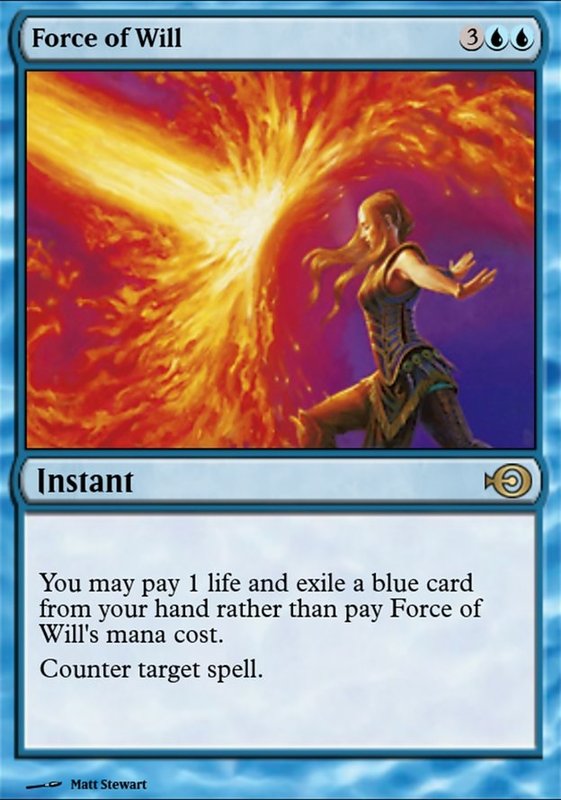 Force of Will 3
Instant
You may pay 1 life and exile a blue card
from your hand rather than pay Force of
Will's mana cost.
Counter target spell.
Matt Stewart